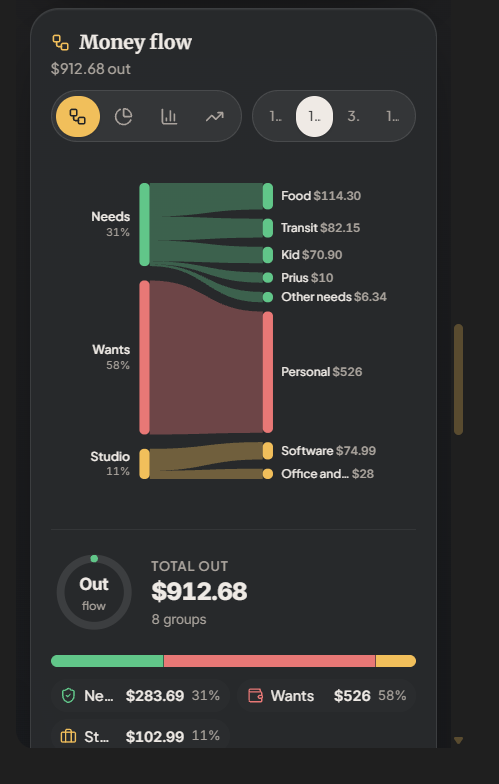 Money flow
$912.68 out
1.. 1.. 3. 1..
Needs
31%
Food $114.30
Transit $82.15
Kid $70.90
Prius $10
Other needs $6.34
Wants
58%
Personal $526
Studio
11%
Software $74.99
Office and... $28
Out
flow
TOTAL OUT
$912.68
8 groups
Ne... $283.69 31%
Wants $526 58%
St... $102.99 11%